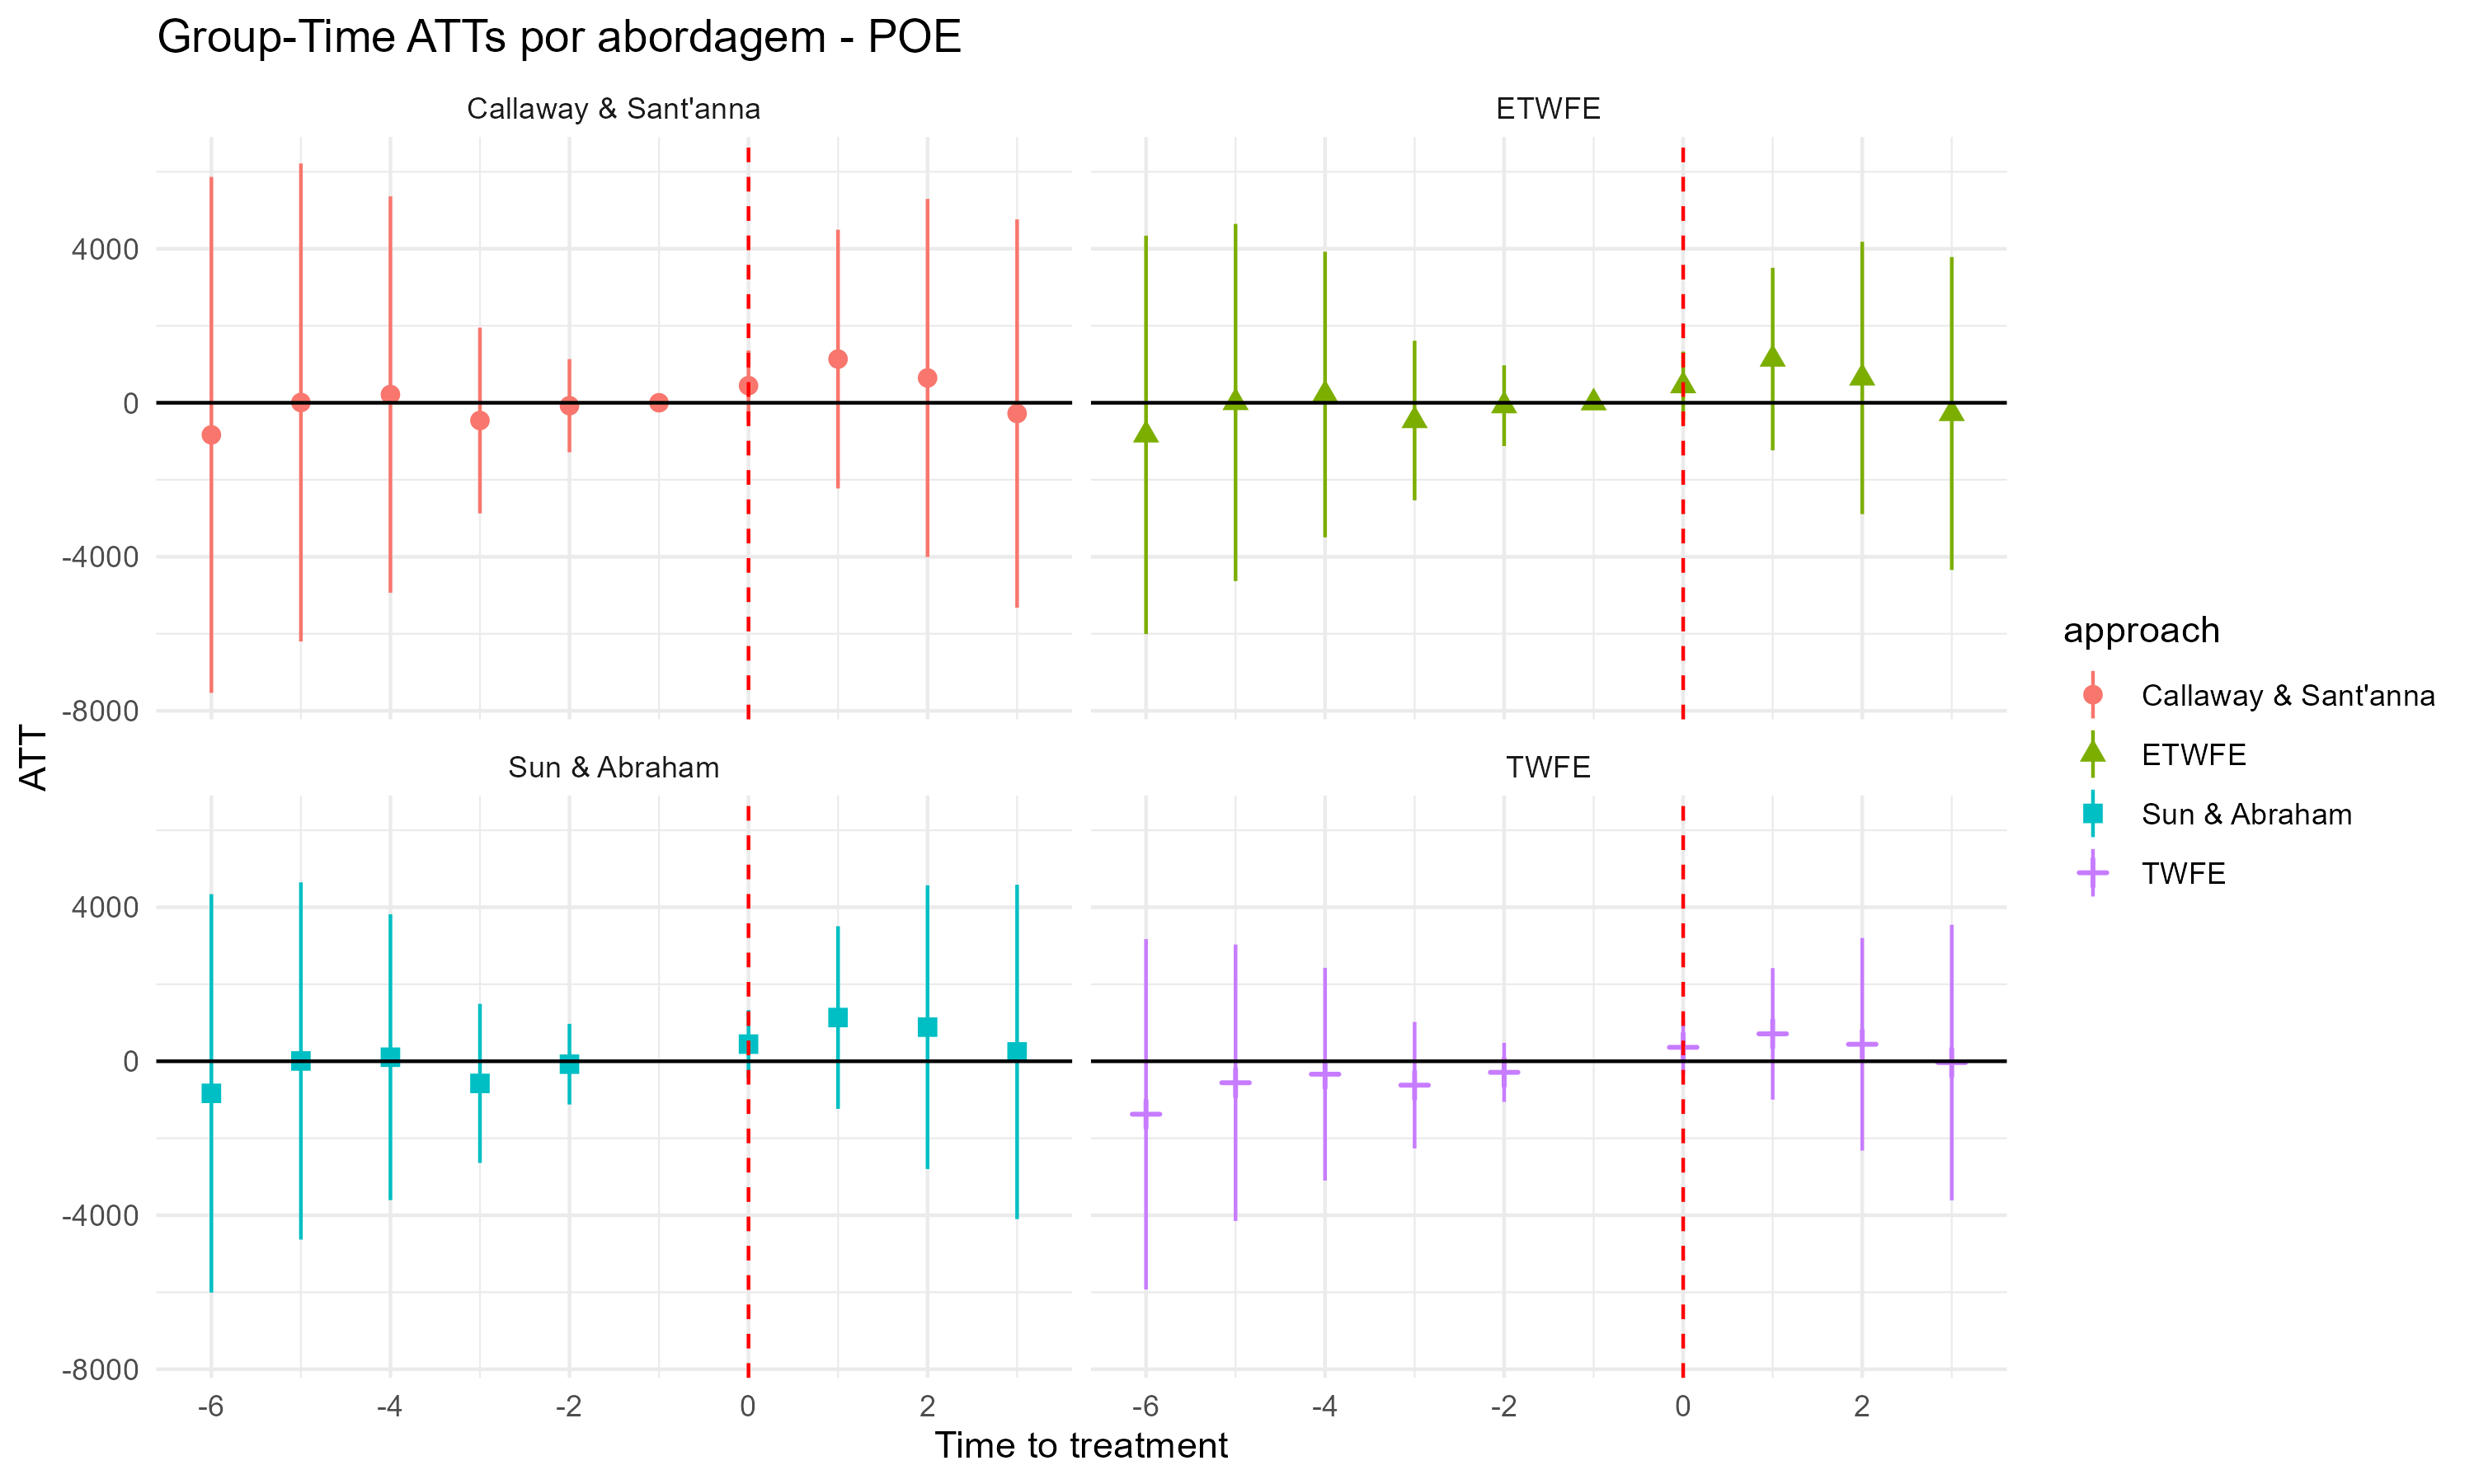 Group-Time ATTs por abordagem - POE
Callaway & Sant'anna
ETWFE
4000
0
-4000
-8000
Sun & Abraham
TWFE
4000
0
-4000
-8000
-6
-4
-2
0
2
-6
-4
-2
0
2
Time to treatment
ATT
approach
Callaway & Sant'anna
ETWFE
Sun & Abraham
TWFE